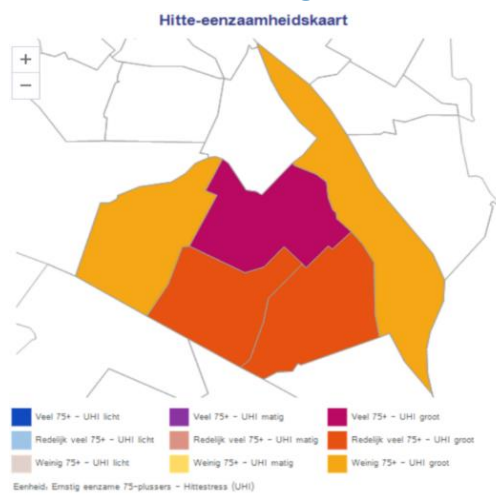 Hitte-eenzaamheidskaart
+
−
Veel 75+ - UHI licht
Veel 75+ - UHI matig
Veel 75+ - UHI groot
Redelijk veel 75+ - UHI licht
Redelijk veel 75+ - UHI matig
Redelijk veel 75+ - UHI groot
Weinig 75+ - UHI licht
Weinig 75+ - UHI matig
Weinig 75+ - UHI groot
Eenheid: Ernstig eenzame 75-plussers - Hittestress (UHI)